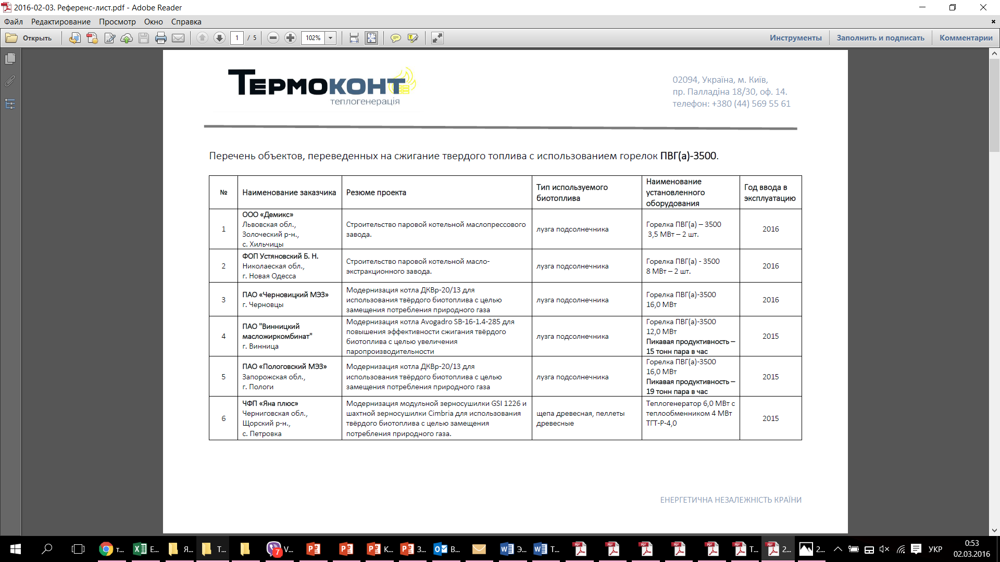 2016-02-03. Референс-лист.pdf - Adobe Reader
Файл Редактирование Просмотр Окно Справка
Открыть 1 / 5 102% Инструменты Заполнить и подписать Комментарии
ТЕРМОКОНТ
теплогенерація
02094, Україна, м. Київ,
пр. Палладіна 18/30, оф. 14.
телефон: +380 (44) 569 55 61
Перечень объектов, переведенных на сжигание твердого топлива с использованием горелок ПВГ(а)-3500.
№
Наименование заказчика
Резюме проекта
Тип используемого
биотоплива
Наименование
установленного
оборудования
Год ввода в
эксплуатацию
1
ООО «Демикс»
Львовская обл.,
Золоческий р-н.,
с. Хильчицы
Строительство паровой котельной маслопрессового
завода.
лузга подсолнечника
Горелка ПВГ(а) – 3500
3,5 МВт – 2 шт.
2016
2
ФОП Устяновский Б. Н.
Николаеская обл.,
г. Новая Одесса
Строительство паровой котельной масло-
экстракционного завода.
лузга подсолнечника
Горелка ПВГ(а) - 3500
8 МВт – 2 шт.
2016
3
ПАО «Черновицкий МЭЗ»
г. Черновцы
Модернизация котла ДКВр-20/13 для
использования твёрдого биотоплива с целью
замещения потребления природного газа
лузга подсолнечника
Горелка ПВГ(а)-3500
16,0 МВт
2016
4
ПАО "Винницкий
масложиркомбинат"
г. Винница
Модернизация котла Avogadro SB-16-1.4-285 для
повышения эффективности сжигания твёрдого
биотоплива с целью увеличения
паропроизводительности
лузга подсолнечника
Горелка ПВГ(а)-3500
12,0 МВт
Пикавая продуктивность –
15 тонн пара в час
2015
5
ПАО «Пологовский МЭЗ»
Запорожская обл.,
г. Пологи
Модернизация котла ДКВр-20/13 для
использования твёрдого биотоплива с целью
замещения потребления природного газа
лузга подсолнечника
Горелка ПВГ(а)-3500
16,0 МВт
Пикавая продуктивность –
19 тонн пара в час
2015
6
ЧФП «Яна плюс»
Черниговская обл.,
Щорский р-н.,
с. Петровка
Модернизация модульной зерносушилки GSI 1226 и
шахтной зерносушилки Cimbria для использования
твёрдого биотоплива с целью замещения
потребления природного газа.
щепа древесная, пеллеты
древесные
Теплогенератор 6,0 МВт с
теплообменником 4 МВт
ТГТ-Р-4,0
2015
ЕНЕРГЕТИЧНА НЕЗАЛЕЖНІСТЬ КРАЇНИ
т... Е... Я... Т... 7 V... К... З... В... Э... Т... Т... 2... 2... УКР 0:53
02.03.2016